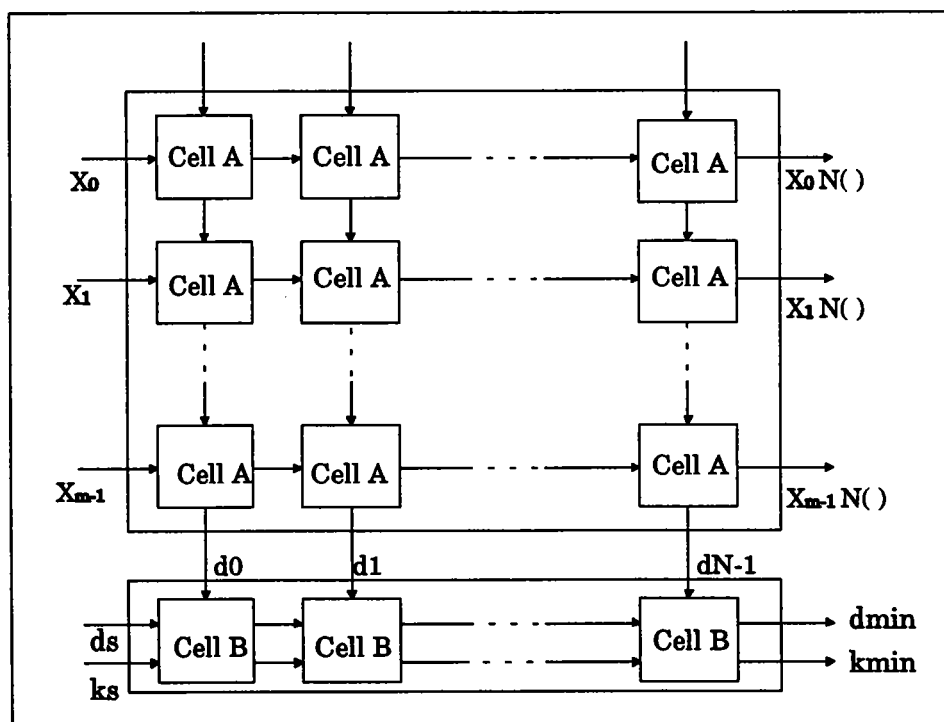 Cell A Cell A Cell A
X0 X0 N( )
Cell A Cell A Cell A
X1 X1 N( )
Cell A Cell A Cell A
Xm-1 Xm-1 N( )
d0 d1 dN-1
Cell B Cell B Cell B
ds dmin
ks kmin